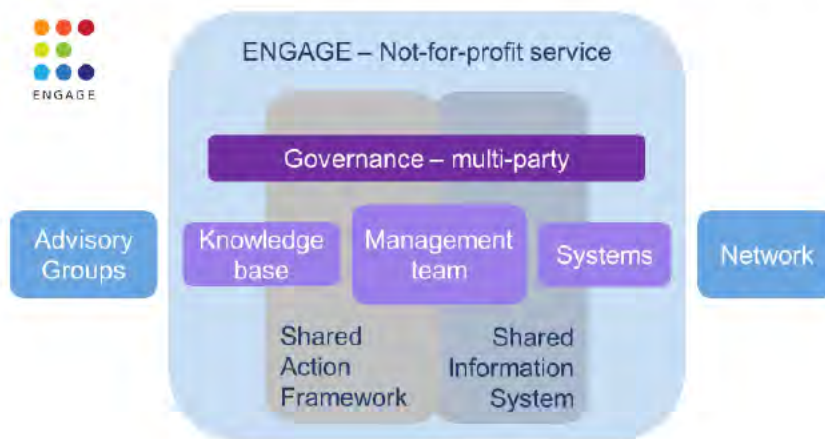 ENGAGE
ENGAGE – Not-for-profit service
Governance – multi-party
Advisory
Groups
Knowledge
base
Management
team
Systems
Network
Shared
Action
Framework
Shared
Information
System